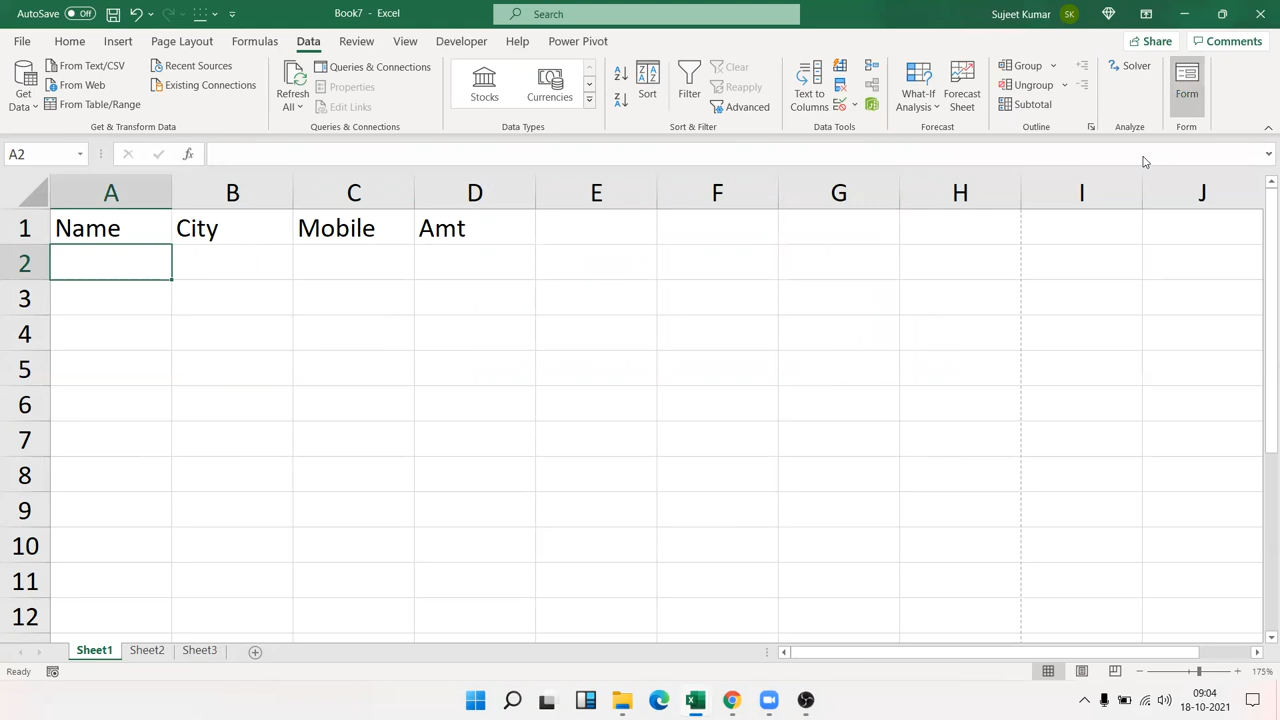 AutoSave Off Book7 - Excel Search Sujeet Kumar SK
File Home Insert Page Layout Formulas Data Review View Developer Help Power Pivot Share Comments
Get Data From Text/CSV Recent Sources Refresh All Queries & Connections Stocks Currencies Sort Filter Clear Text to Columns What-If Analysis Forecast Sheet Group Solver Form
From Web Existing Connections Properties Reapply Ungroup
From Table/Range Edit Links Advanced Subtotal
Get & Transform Data Queries & Connections Data Types Sort & Filter Data Tools Forecast Outline Analyze Form
A2 fx
A B C D E F G H I J
1 Name City Mobile Amt
2
3
4
5
6
7
8
9
10
11
12
Sheet1 Sheet2 Sheet3
Ready 175%
09:04
18-10-2021